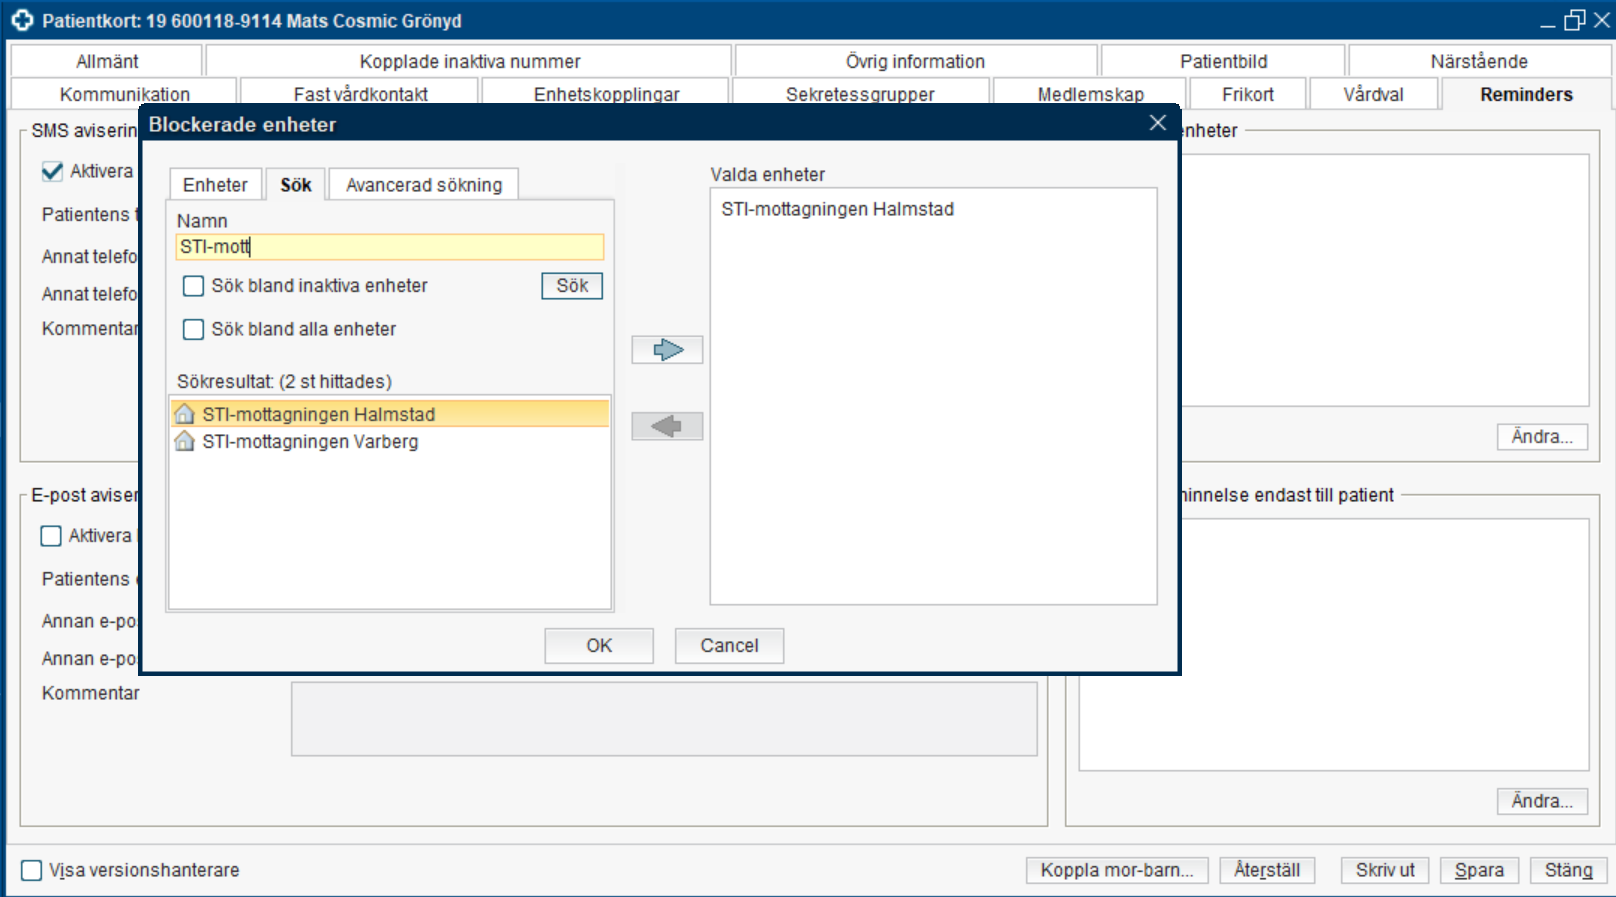 Patientkort: 19 600118-9114 Mats Cosmic Grönyd
Allmänt Kopplade inaktiva nummer Övrig information Patientbild Närstående
Kommunikation Fast vårdkontakt Enhetskopplingar Sekretessgrupper Medlemskap Frikort Vårdval Reminders
SMS aviserin
Aktivera
Patientens t
Annat telefo
Annat telefo
Kommentar
Blockerade enheter
Enheter Sök Avancerad sökning
Namn
STI-mott
Sök bland inaktiva enheter Sök
Sök bland alla enheter
Sökresultat: (2 st hittades)
STI-mottagningen Halmstad
STI-mottagningen Varberg
Valda enheter
STI-mottagningen Halmstad
OK Cancel
enheter
Ändra...
E-post aviser
Aktivera
Patientens
Annan e-po
Annan e-po
Kommentar
innelse endast till patient
Ändra...
Visa versionshanterare
Koppla mor-barn... Återställ Skriv ut Spara Stäng